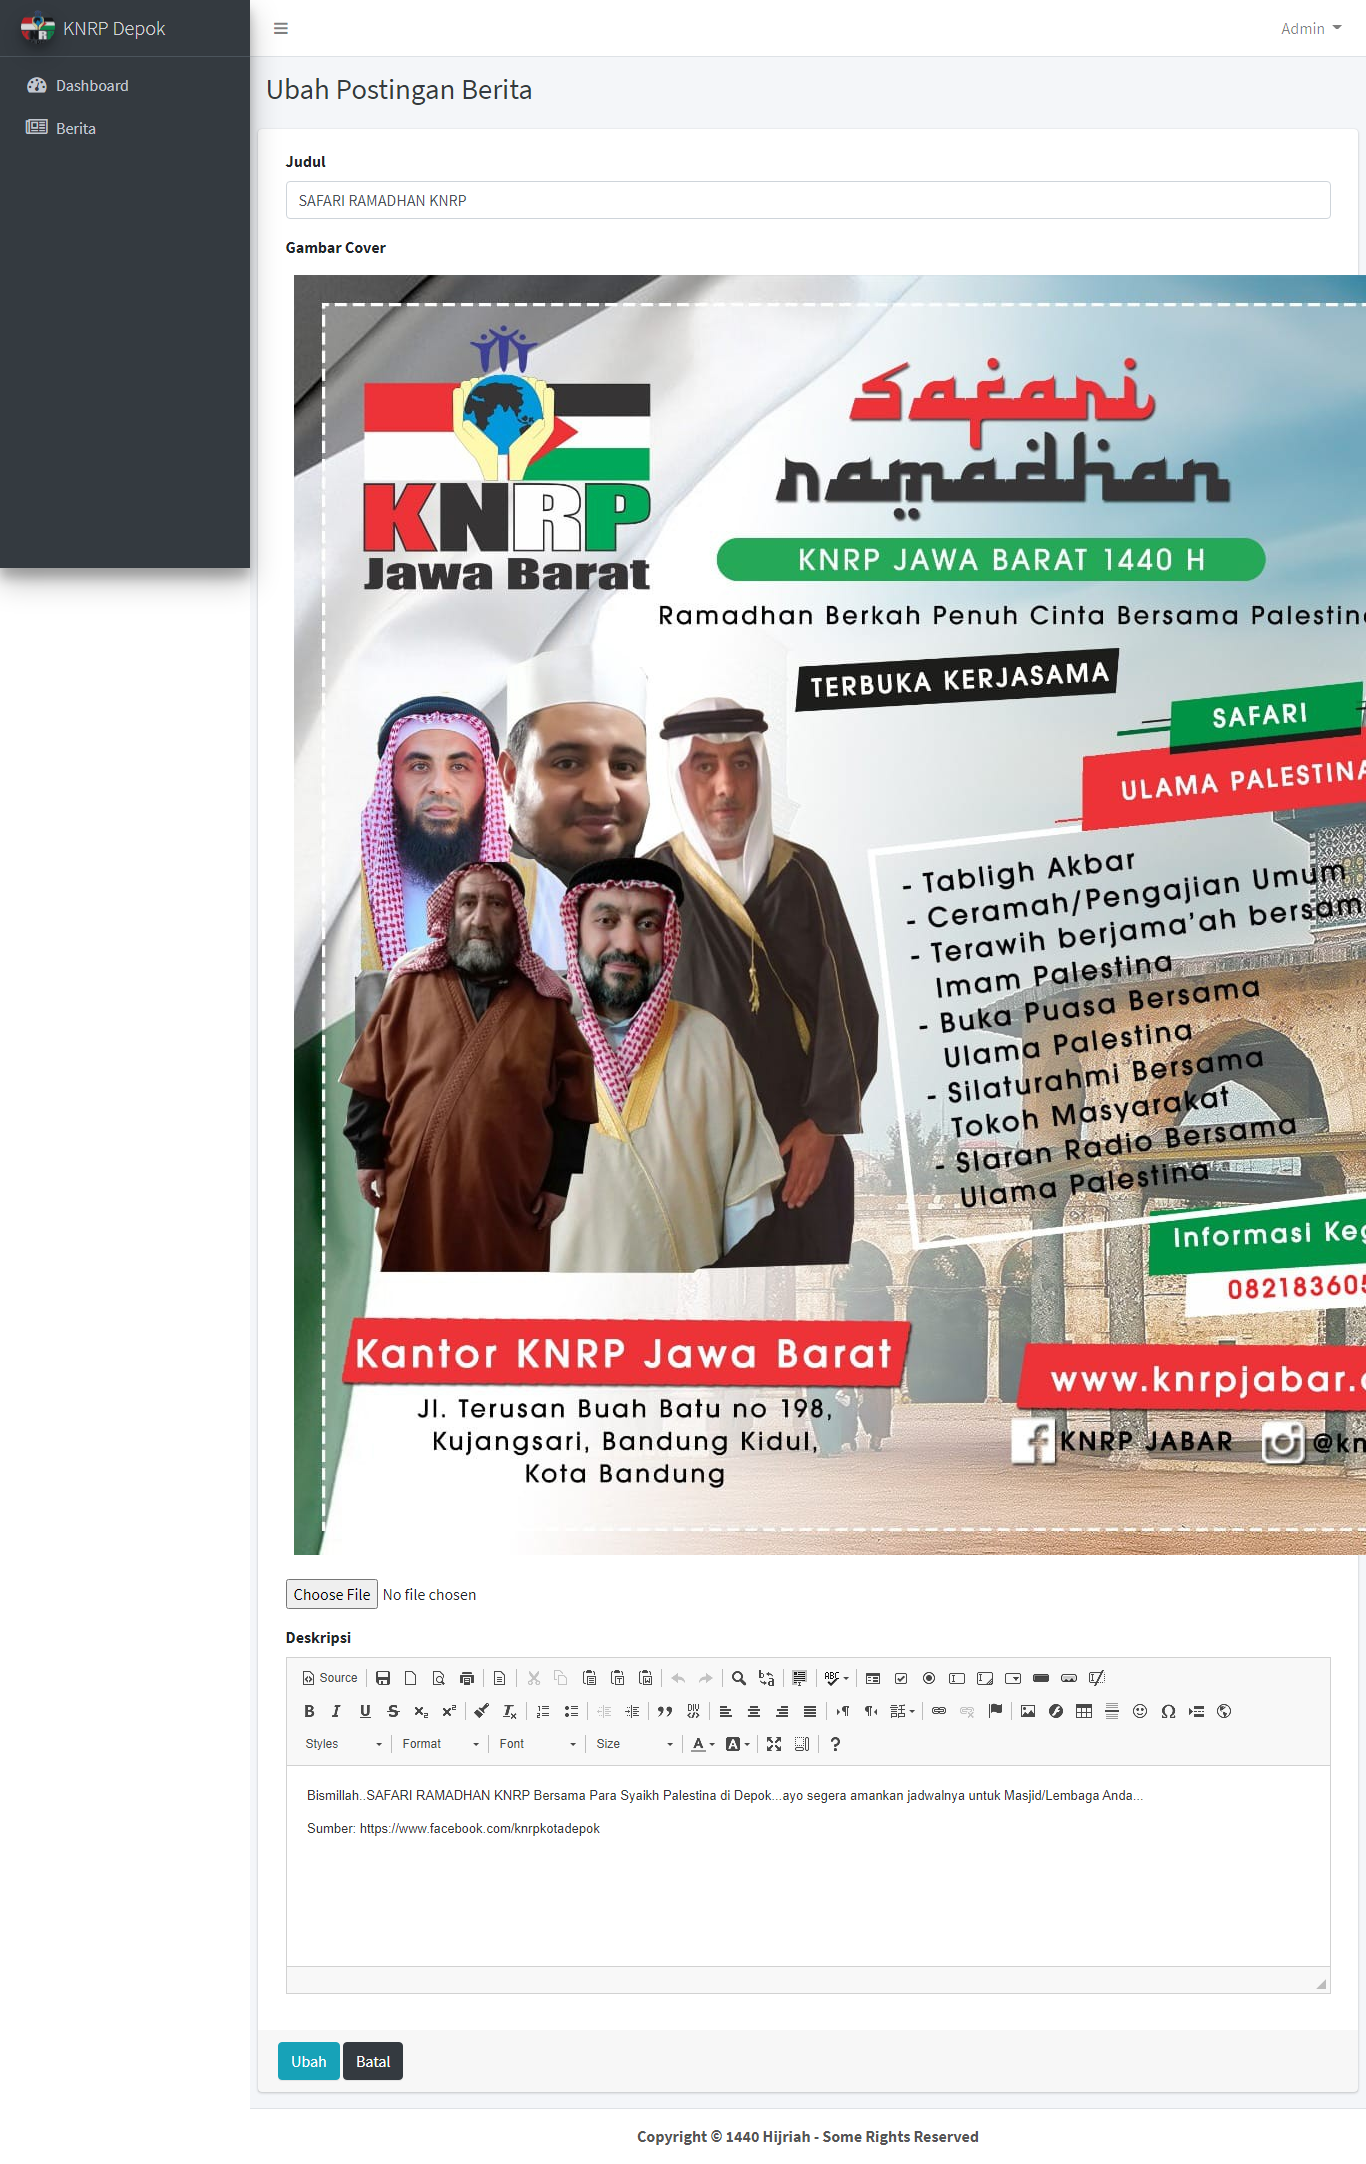 KNRP Depok
Admin
Dashboard
Berita
Ubah Postingan Berita
Judul
SAFARI RAMADHAN KNRP
Gambar Cover
Safari
ramadhan
KNRP
Jawa Barat
KNRP JAWA BARAT 1440 H
Ramadhan Berkah Penuh Cinta Bersama Palestin
TERBUKA KERJASAMA
SAFARI
ULAMA PALESTINA
- Tabligh Akbar
- Ceramah/Pengajian Umum
- Terawih berjama'ah bersam
Imam Palestina
- Buka Puasa Bersama
Ulama Palestina
- Silaturahmi Bersama
Tokoh Masyarakat
- Siaran Radio Bersama
Ulama Palestina
Informasi Keg
08218360
Kantor KNRP Jawa Barat
Jl. Terusan Buah Batu no 198,
Kujangsari, Bandung Kidul,
Kota Bandung
www.knrpjabar.
KNRP JABAR
@kn
Choose File No file chosen
Deskripsi
Source
Styles Format Font Size
Bismillah..SAFARI RAMADHAN KNRP Bersama Para Syaikh Palestina di Depok...ayo segera amankan jadwalnya untuk Masjid/Lembaga Anda...
Sumber: https://www.facebook.com/knrpkotadepok
Ubah Batal
Copyright © 1440 Hijriah - Some Rights Reserved